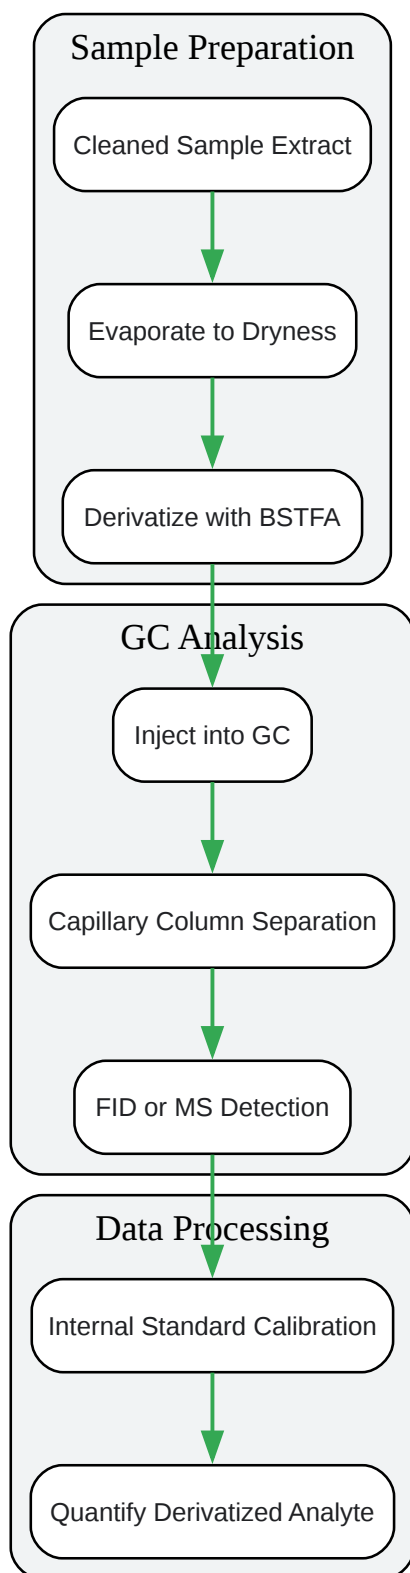 Sample Preparation
Cleaned Sample Extract
Evaporate to Dryness
Derivatize with BSTFA
GC Analysis
Inject into GC
Capillary Column Separation
FID or MS Detection
Data Processing
Internal Standard Calibration
Quantify Derivatized Analyte